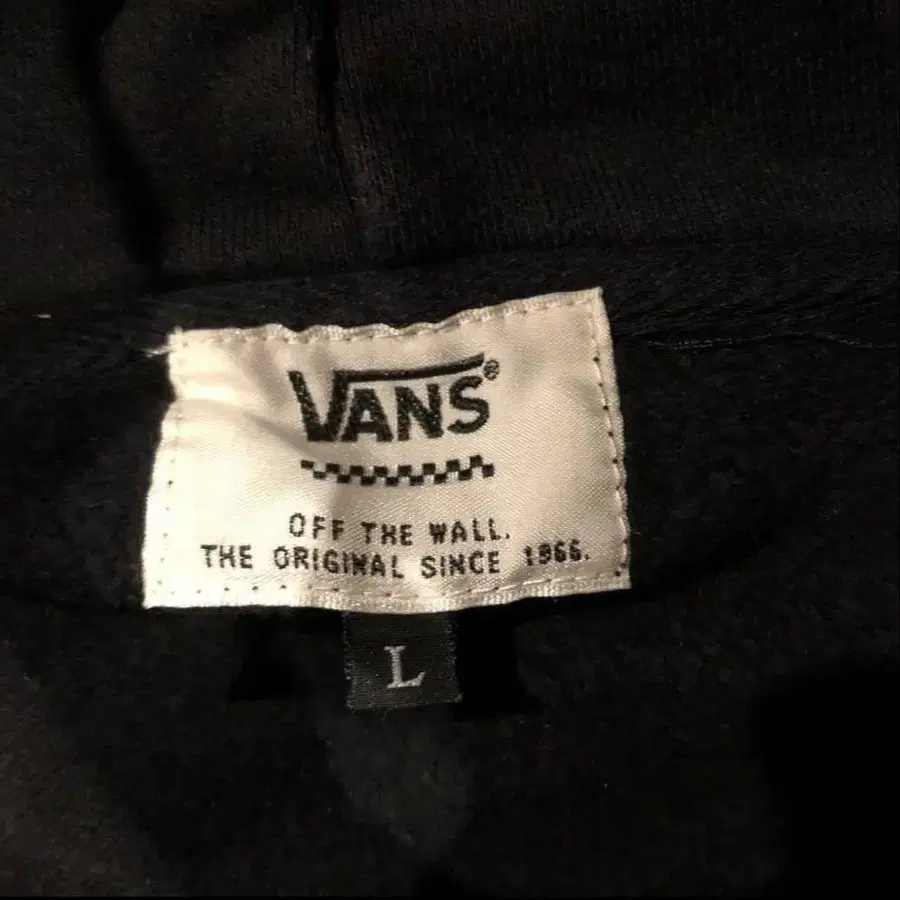 VANS®
OFF THE WALL.
THE ORIGINAL SINCE 1966.
L